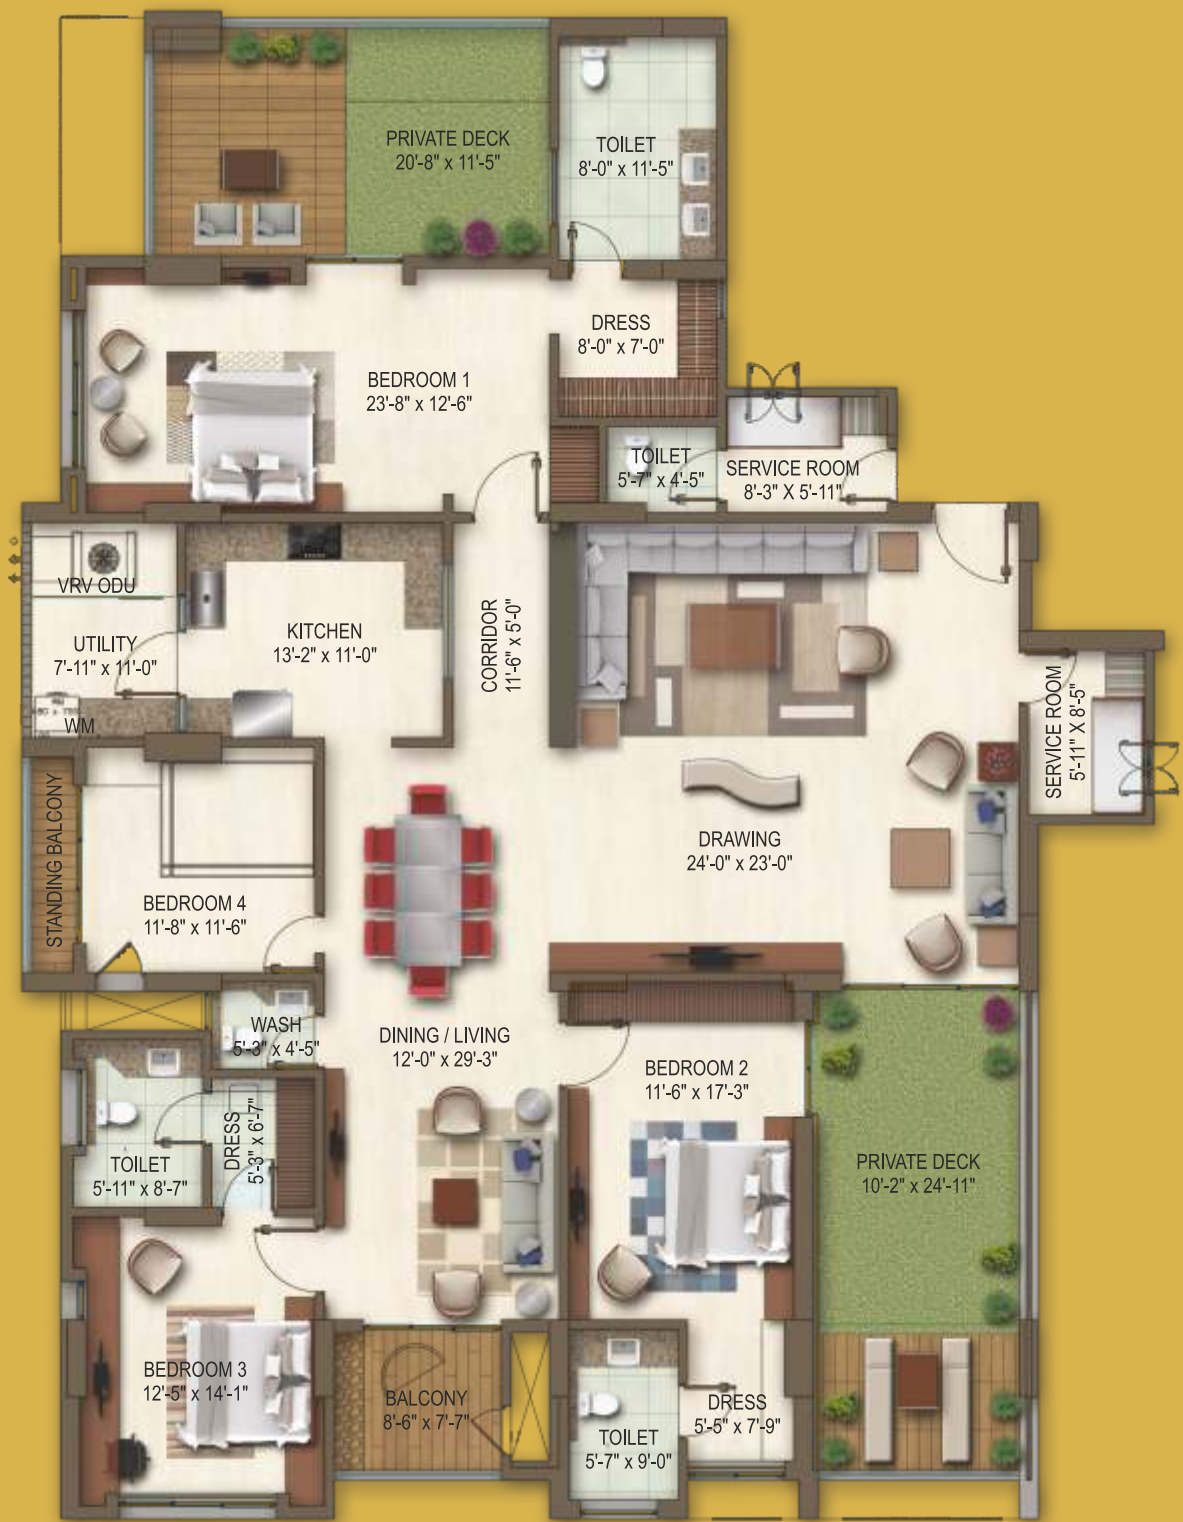 PRIVATE DECK
20'-8" x 11'-5"
TOILET
8'-0" x 11'-5"
DRESS
8'-0" x 7'-0"
BEDROOM 1
23'-8" x 12'-6"
TOILET
5'-7" x 4'-5"
SERVICE ROOM
8'-3" X 5'-11"
VRV ODU
UTILITY
7'-11" x 11'-0"
WM
KITCHEN
13'-2" x 11'-0"
CORRIDOR
11'-6" x 5'-0"
SERVICE ROOM
5'-11" X 8'-5"
DRAWING
24'-0" x 23'-0"
STANDING BALCONY
BEDROOM 4
11'-8" x 11'-6"
WASH
5'-3" x 4'-5"
DINING / LIVING
12'-0" x 29'-3"
BEDROOM 2
11'-6" x 17'-3"
TOILET
5'-11" x 8'-7"
DRESS
5'-3" x 6'-7"
PRIVATE DECK
10'-2" x 24'-11"
BEDROOM 3
12'-5" x 14'-1"
BALCONY
8'-6" x 7'-7"
TOILET
5'-7" x 9'-0"
DRESS
5'-5" x 7'-9"